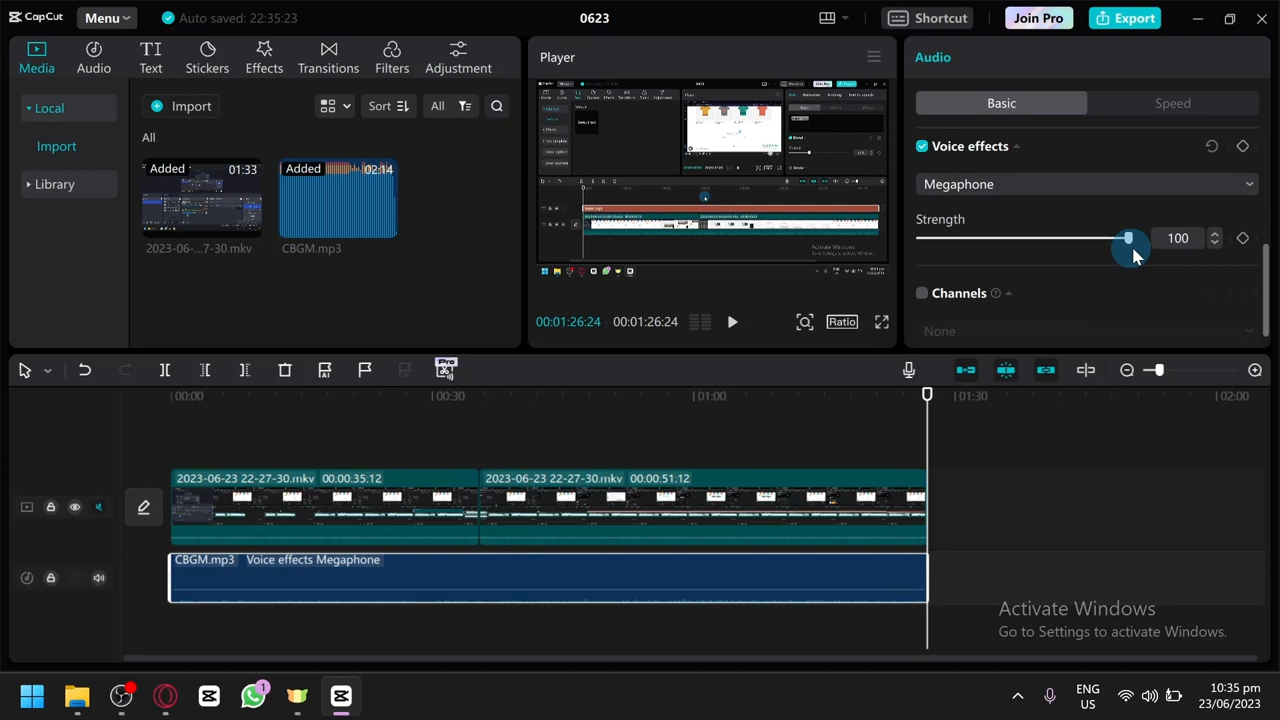 CapCut
Menu
Auto saved: 22:35:23
0623
Shortcut
Join Pro
Export
Media
Audio
Text
Stickers
Effects
Transitions
Filters
Adjustment
Local
Import
Library
Import
Sort
All
All
Added
01:33
2023-06-23 ...7-30.mkv
Added
02:14
CBGM.mp3
Player
00:01:26:24
00:01:26:24
Ratio
Audio
Basic
Voice effects
Megaphone
Strength
100
Channels
None
Pro
00:00
00:30
01:00
01:30
02:00
2023-06-23 22-27-30.mkv 00:00:35:12
2023-06-23 22-27-30.mkv 00:00:51:12
CBGM.mp3 Voice effects Megaphone
Activate Windows
Go to Settings to activate Windows.
1
ENG
US
10:35 pm
23/06/2023